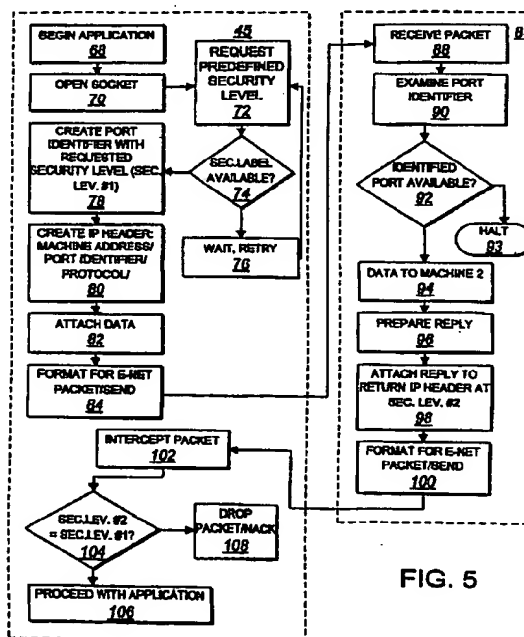 45
BEGIN APPLICATION
68
OPEN SOCKET
70
REQUEST
PREDEFINED
SECURITY
LEVEL
72
SEC.LABEL
AVAILABLE?
74
WAIT, RETRY
76
CREATE PORT
IDENTIFIER WITH
REQUESTED
SECURITY LEVEL (SEC.
LEV. #1)
78
CREATE IP HEADER:
MACHINE ADDRESS/
PORT IDENTIFIER/
PROTOCOL/
80
ATTACH DATA
82
FORMAT FOR E-NET
PACKET/SEND
84
INTERCEPT PACKET
102
SEC.LEV. #2
= SEC.LEV. #1?
104
DROP
PACKET/NACK
108
PROCEED WITH APPLICATION
106
RECEIVE PACKET
88
EXAMINE PORT
IDENTIFIER
90
IDENTIFIED
PORT AVAILABLE?
92
HALT
93
DATA TO MACHINE 2
94
PREPARE REPLY
96
ATTACH REPLY TO
RETURN IP HEADER AT
SEC. LEV. #2
98
FORMAT FOR E-NET
PACKET/SEND
100
FIG. 5